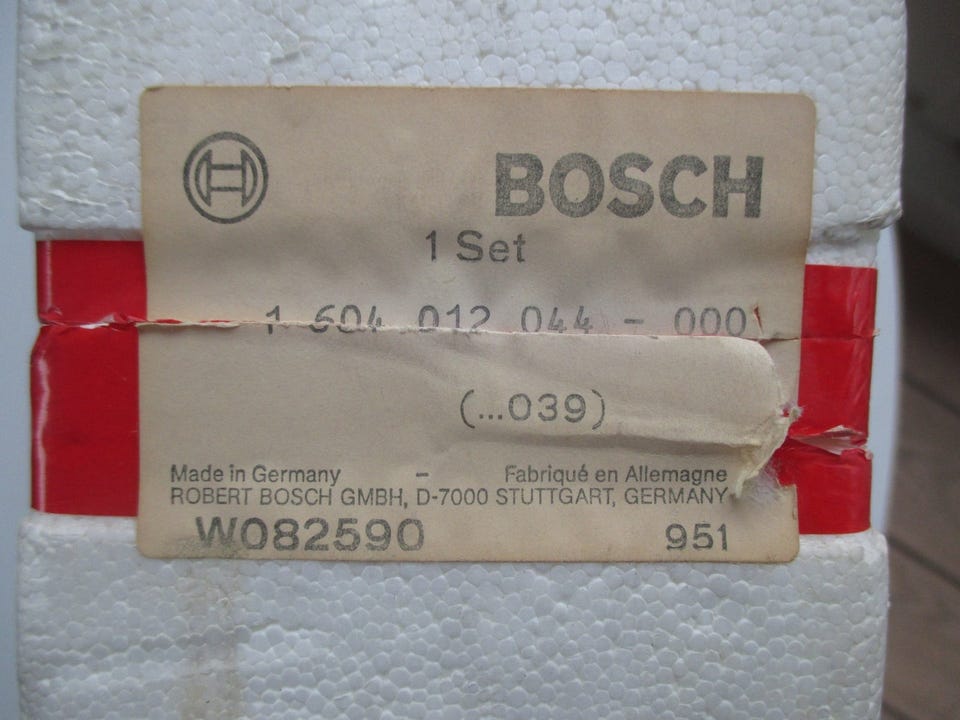 BOSCH
1 Set
1 604 012 044 - 000
(...039)
Made in Germany - Fabriqué en Allemagne
ROBERT BOSCH GMBH, D-7000 STUTTGART, GERMANY
W082590 951